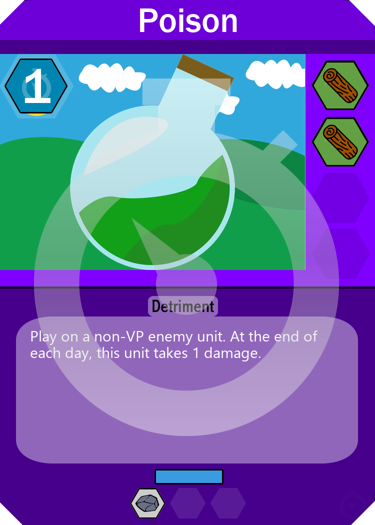 Poison
1
Detriment
Play on a non-VP enemy unit. At the end of
each day, this unit takes 1 damage.